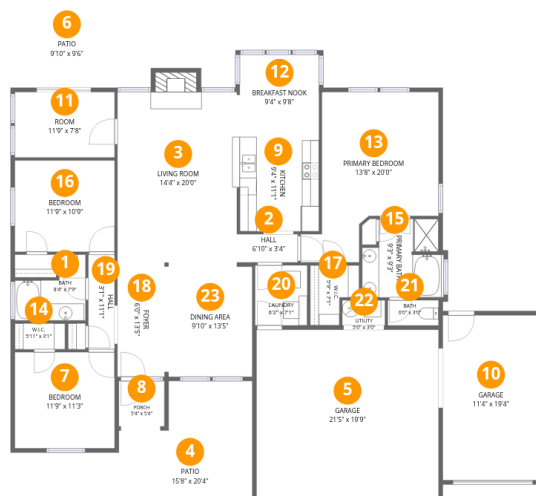 6
PATIO
9'10" x 9'6"
11
ROOM
11'9" x 7'8"
12
BREAKFAST NOOK
9'4" x 9'8"
3
LIVING ROOM
14'4" x 20'0"
9
KITCHEN
9'4" x 11'1"
13
PRIMARY BEDROOM
13'8" x 20'0"
16
BEDROOM
11'9" x 10'9"
2
HALL
6'10" x 3'4"
15
PRIMARY BATH
9'3" x 9'3"
1
BATH
8'4" x 7'9"
19
HALL
3'1" x 11'1"
18
FOYER
6'0" x 13'5"
23
DINING AREA
9'10" x 13'5"
20
LAUNDRY
6'2" x 7'1"
17
W.I.C.
5'9" x 7'1"
22
UTILITY
5'0" x 3'0"
21
BATH
6'0" x 3'0"
14
W.I.C.
5'11" x 3'1"
7
BEDROOM
11'9" x 11'3"
8
PORCH
5'4" x 5'4"
4
PATIO
15'8" x 20'4"
5
GARAGE
21'5" x 19'9"
10
GARAGE
11'4" x 19'4"